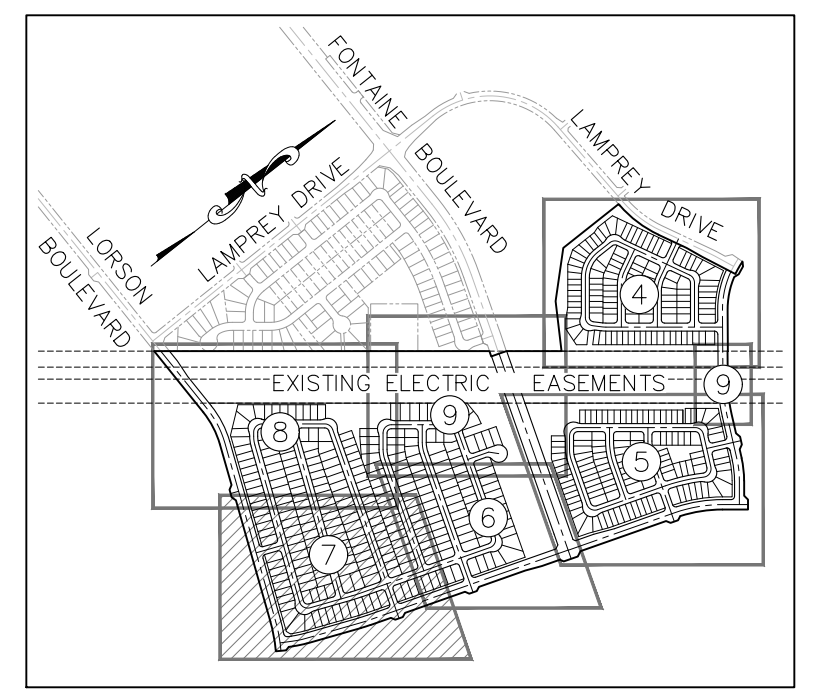 FONTAINE
BOULEVARD
LAMPREY
DRIVE
LAMPREY DRIVE
LORSON
BOULEVARD
N
4
EXISTING ELECTRIC EASEMENTS
9
9
8
5
6
7